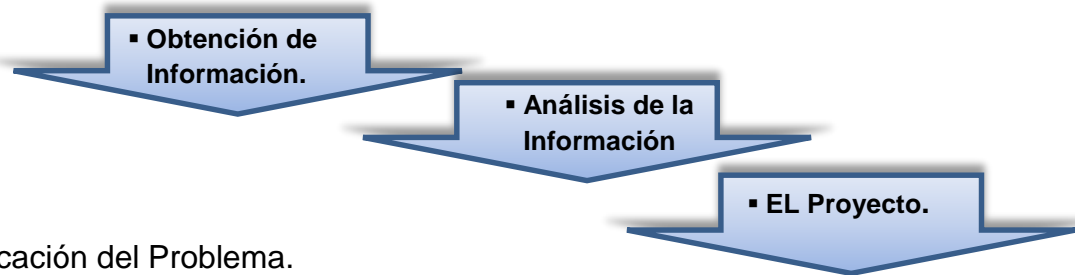 ▪ Obtención de
Información.
▪ Análisis de la
Información
▪ EL Proyecto.
cación del Problema.